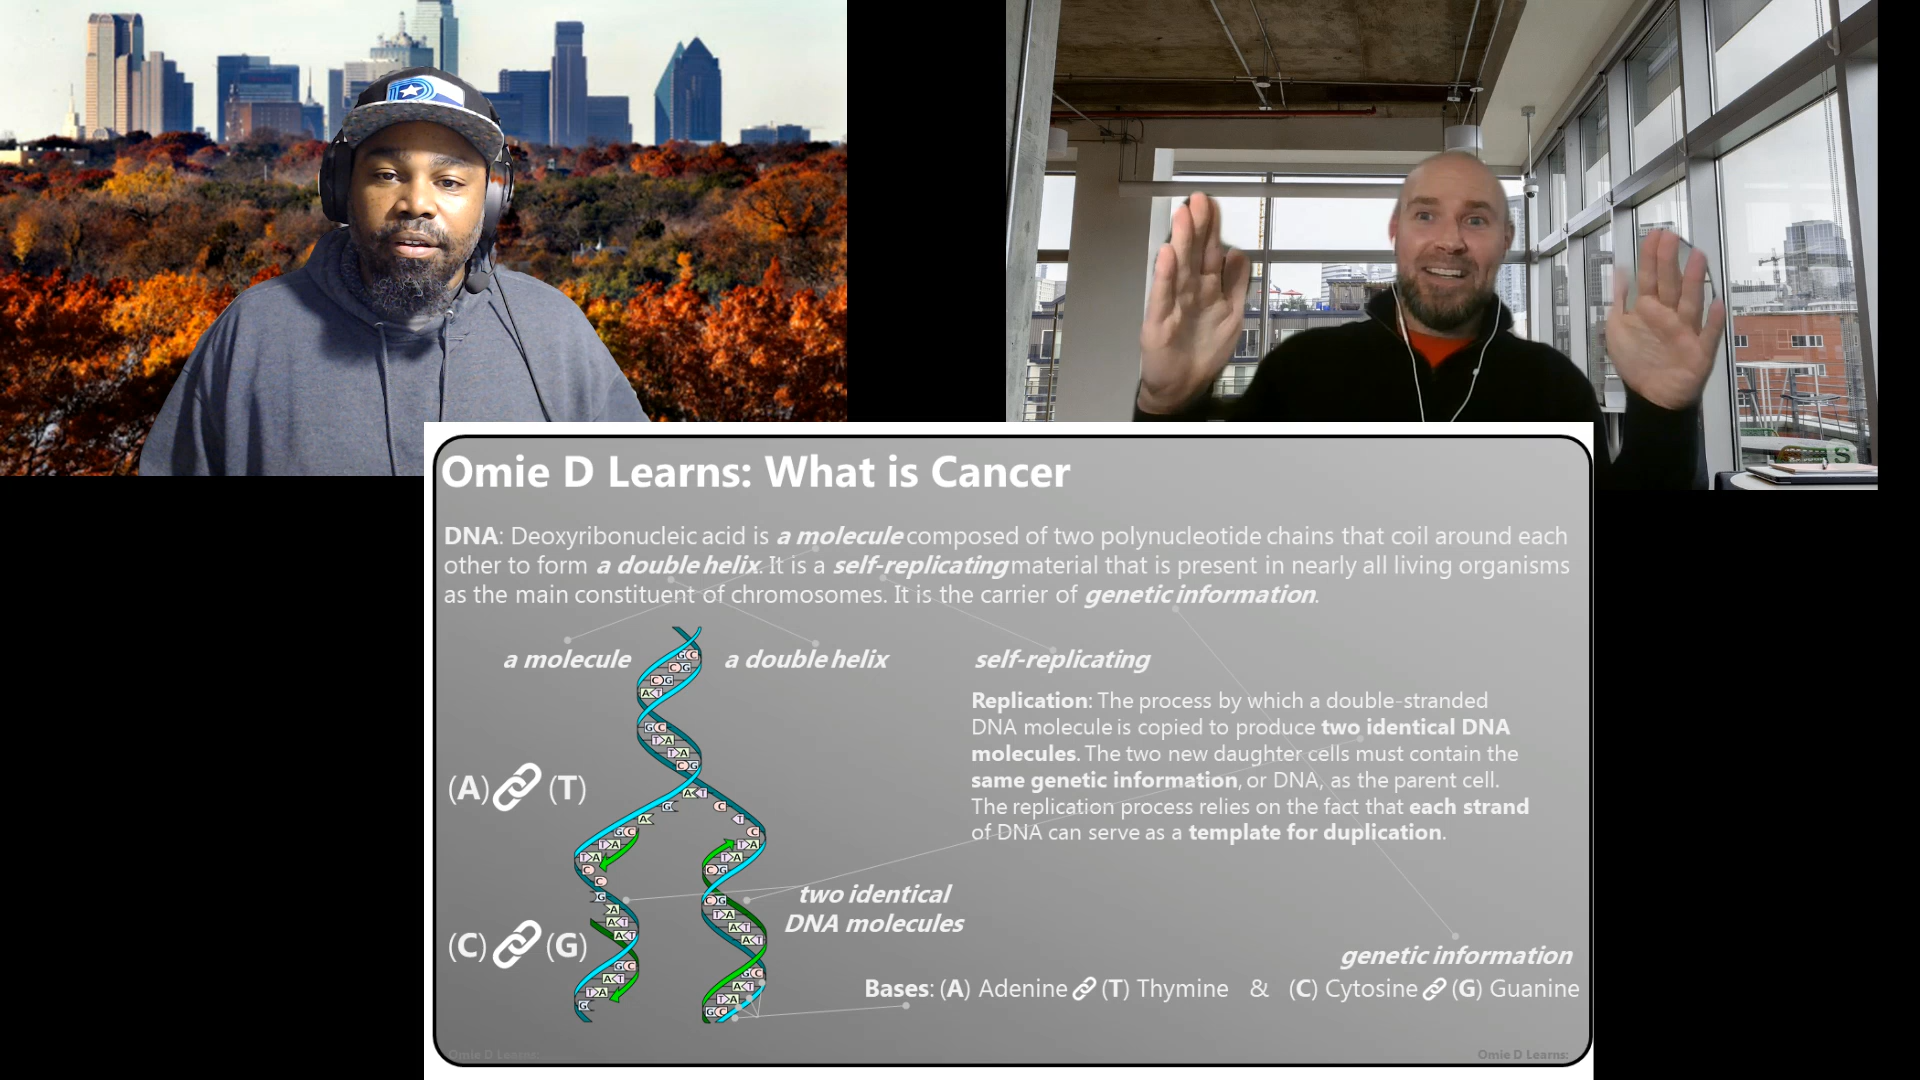 Omie D Learns: What is Cancer
DNA: Deoxyribonucleic acid is a molecule composed of two polynucleotide chains that coil around each
other to form a double helix. It is a self-replicating material that is present in nearly all living organisms
as the main constituent of chromosomes. It is the carrier of genetic information.
a molecule
a double helix
self-replicating
Replication: The process by which a double-stranded
DNA molecule is copied to produce two identical DNA
molecules. The two new daughter cells must contain the
same genetic information, or DNA, as the parent cell.
The replication process relies on the fact that each strand
of DNA can serve as a template for duplication.
(A) (T)
two identical
DNA molecules
(C) (G)
genetic information
Bases: (A) Adenine (T) Thymine & (C) Cytosine (G) Guanine
Omie D Learns:
Omie D Learns: